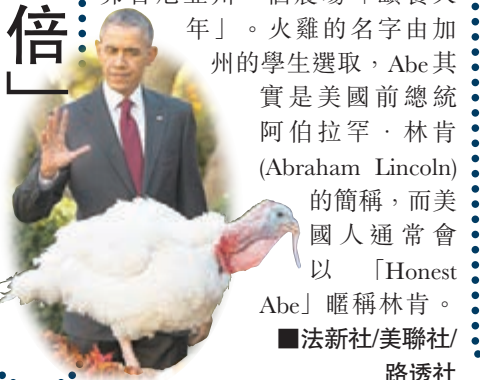 倍」
年」。火雞的名字由加
州的學生選取，Abe其
實是美國前總統
阿伯拉罕．林肯
(Abraham Lincoln)
的簡稱，而美
國人通常會
以「Honest
Abe」暱稱林肯。
■法新社/美聯社/
路透社